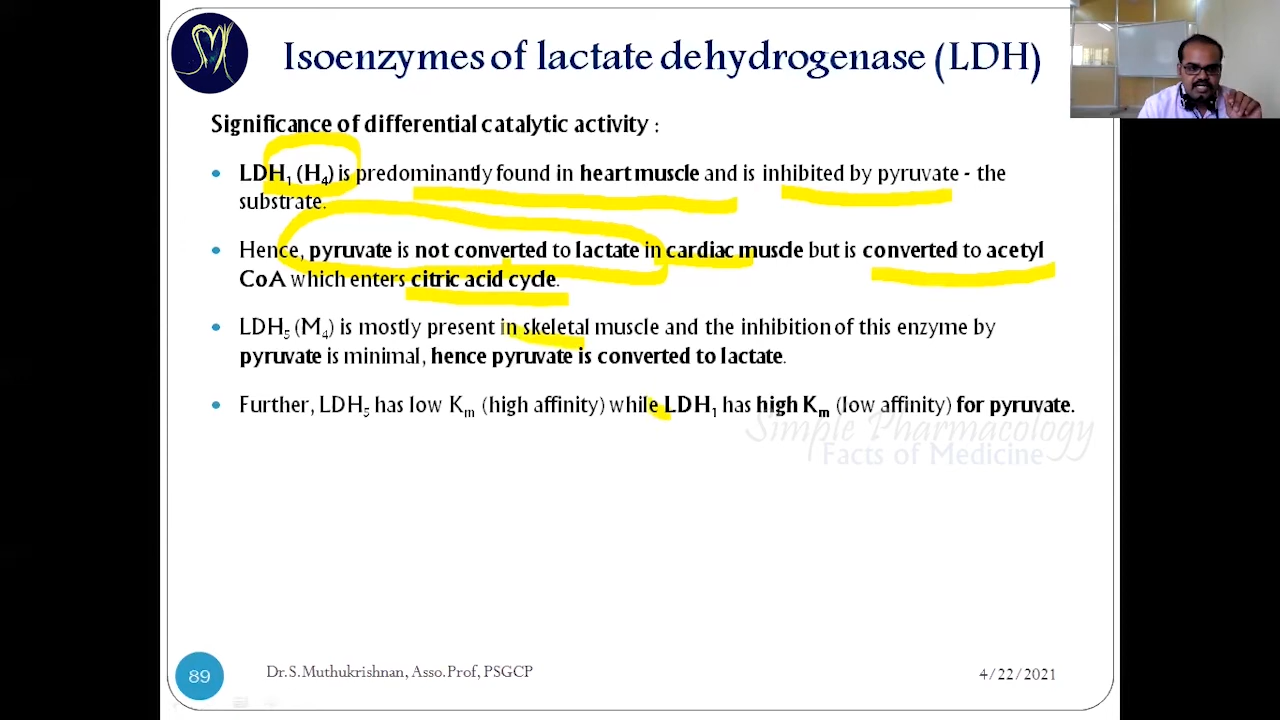 SM
Isoenzymes of lactate dehydrogenase (LDH)
Significance of differential catalytic activity :
• LDH₁ (H₄) is predominantly found in heart muscle and is inhibited by pyruvate - the
substrate.
• Hence, pyruvate is not converted to lactate in cardiac muscle but is converted to acetyl
CoA which enters citric acid cycle.
• LDH₅ (M₄) is mostly present in skeletal muscle and the inhibition of this enzyme by
pyruvate is minimal, hence pyruvate is converted to lactate.
• Further, LDH₅ has low Kₘ (high affinity) while LDH₁ has high Kₘ (low affinity) for pyruvate.
Simple Pharmacology
Facts of Medicine
89
Dr.S.Muthukrishnan, Asso.Prof, PSGCP
4/22/2021